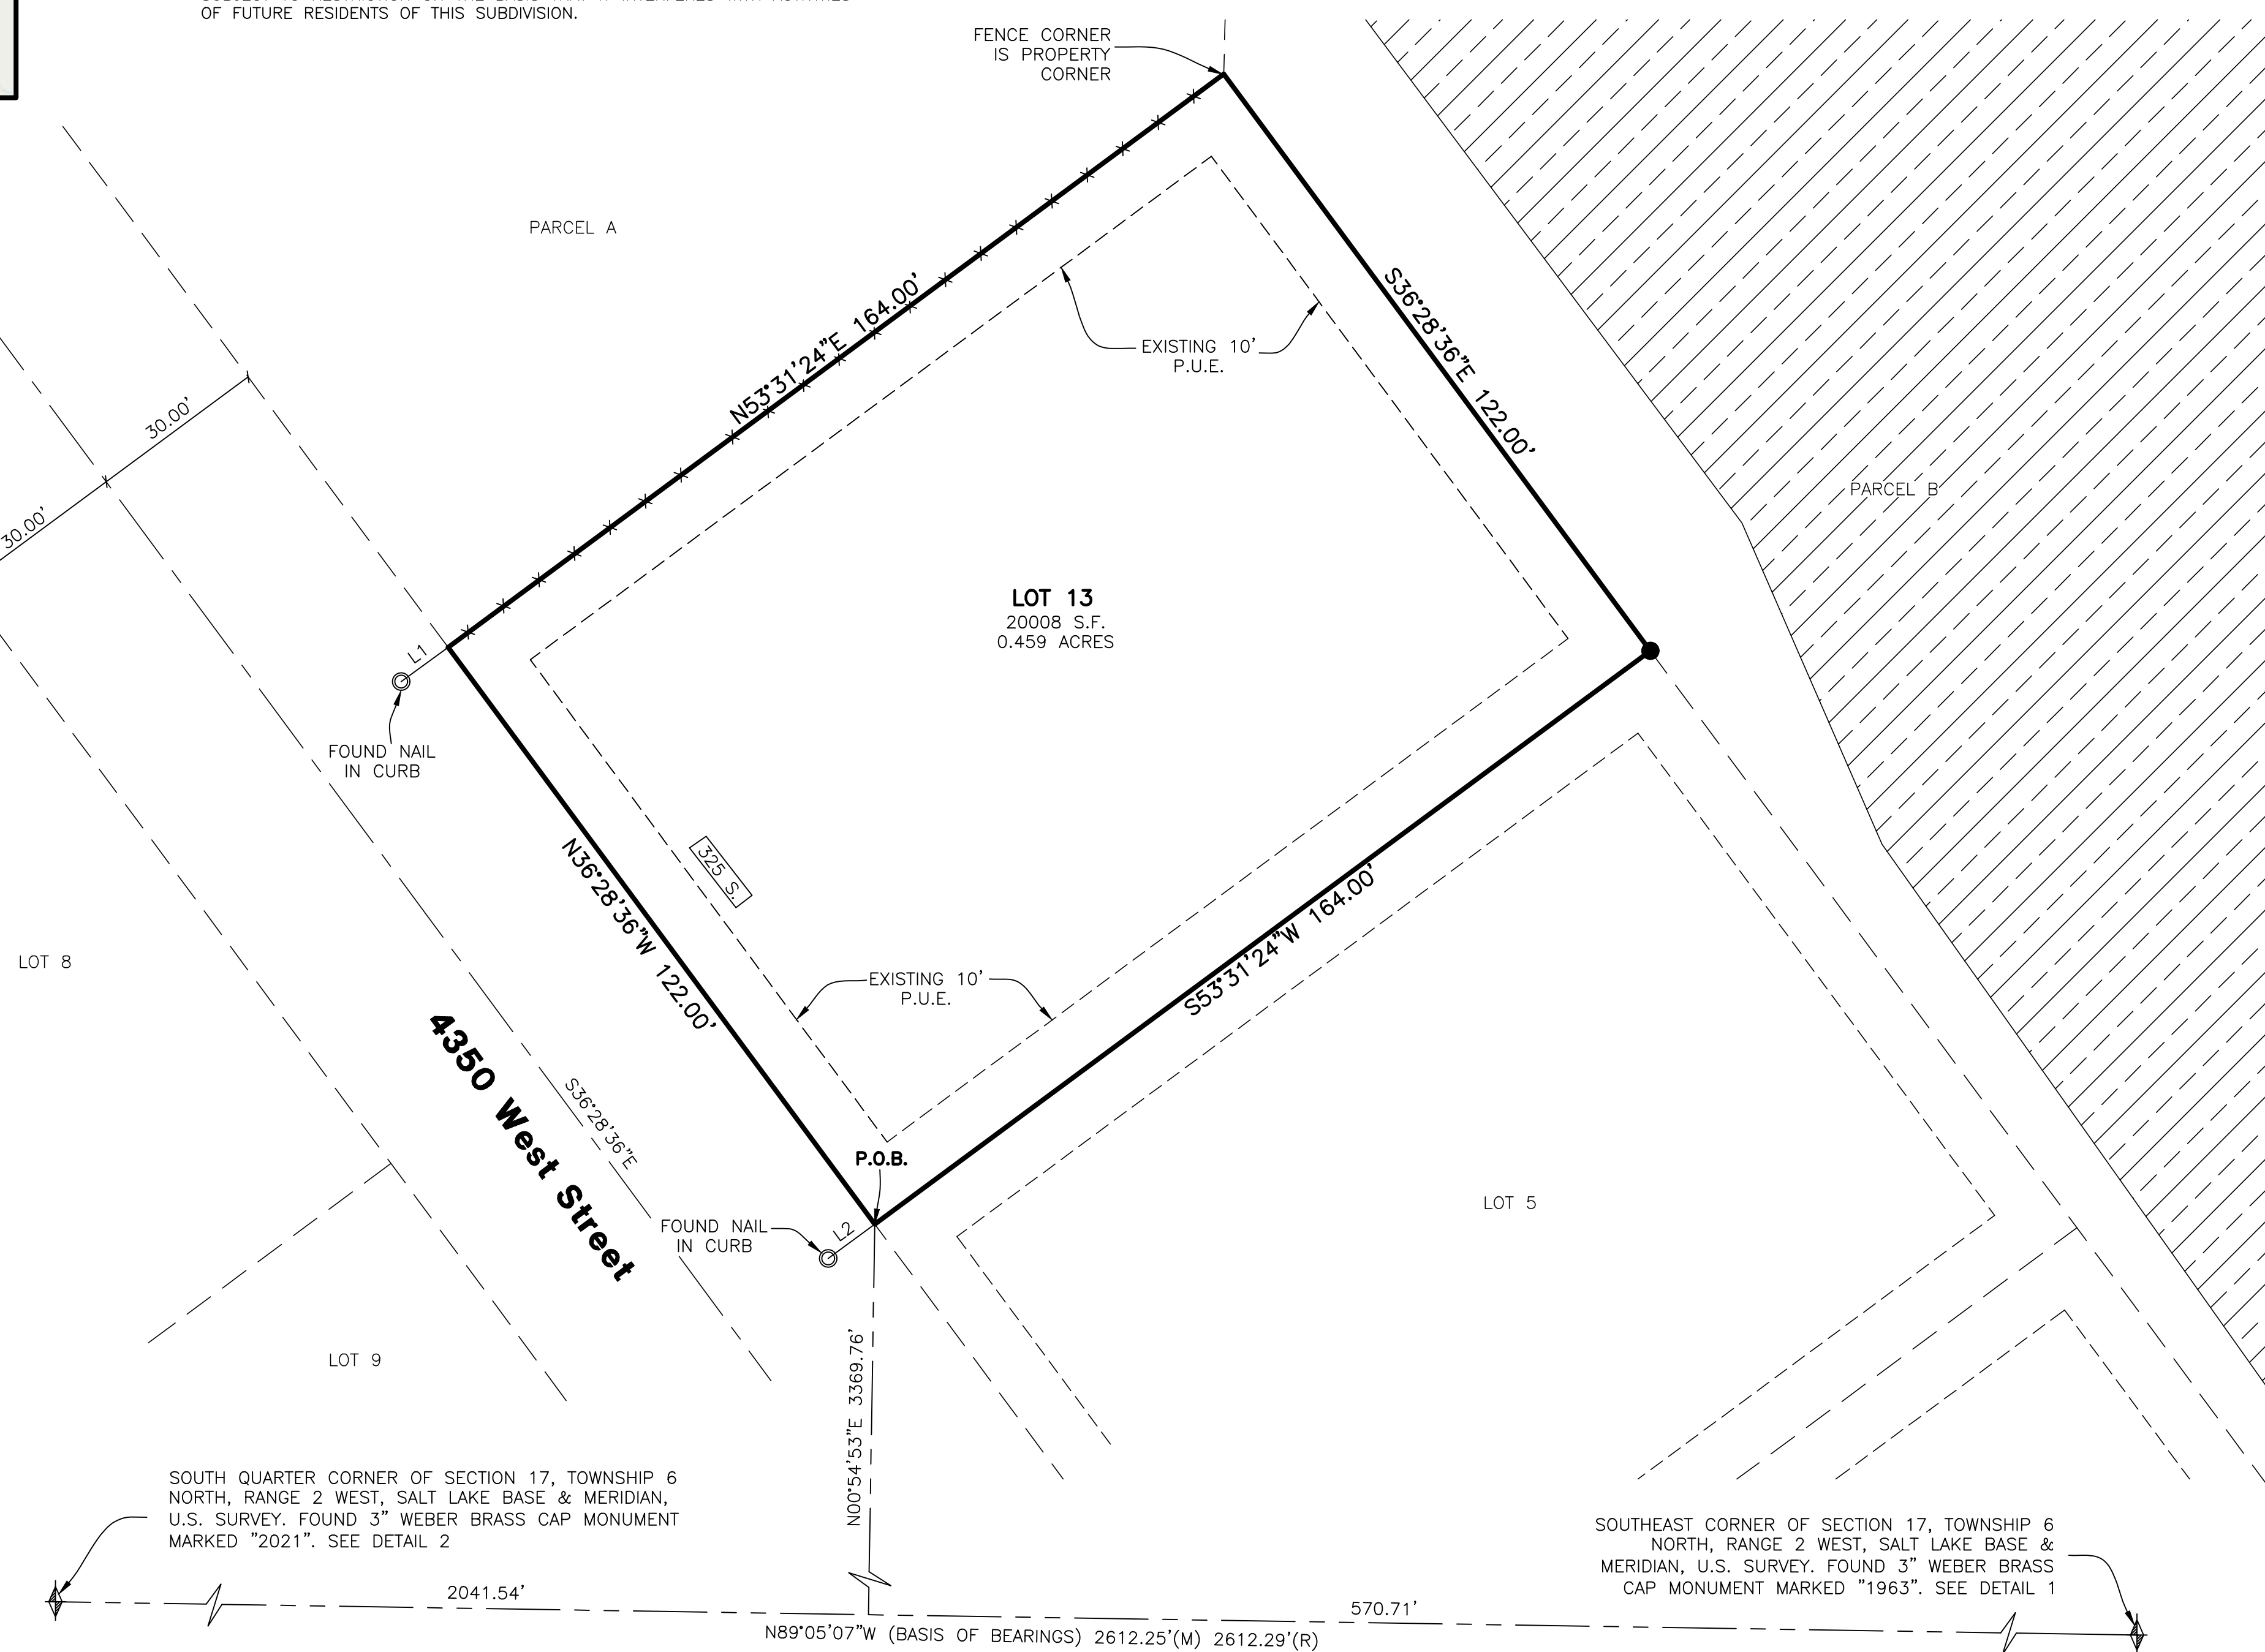 OF FUTURE RESIDENTS OF THIS SUBDIVISION.
FENCE CORNER
IS PROPERTY
CORNER
PARCEL A
N53°31'24"E 164.00'
S36°28'36"E 122.00'
EXISTING 10'
P.U.E.
30.00'
30.00'
PARCEL B
LOT 13
20008 S.F.
0.459 ACRES
L1
FOUND NAIL
IN CURB
325 S.
N36°28'36"W 122.00'
S53°31'24"W 164.00'
LOT 8
EXISTING 10'
P.U.E.
4350 West Street
S36°28'36"E
P.O.B.
FOUND NAIL
IN CURB
L2
LOT 5
LOT 9
N00°54'53"E 3369.76'
SOUTH QUARTER CORNER OF SECTION 17, TOWNSHIP 6
NORTH, RANGE 2 WEST, SALT LAKE BASE & MERIDIAN,
U.S. SURVEY. FOUND 3" WEBER BRASS CAP MONUMENT
MARKED "2021". SEE DETAIL 2
SOUTHEAST CORNER OF SECTION 17, TOWNSHIP 6
NORTH, RANGE 2 WEST, SALT LAKE BASE &
MERIDIAN, U.S. SURVEY. FOUND 3" WEBER BRASS
CAP MONUMENT MARKED "1963". SEE DETAIL 1
2041.54'
570.71'
N89°05'07"W (BASIS OF BEARINGS) 2612.25'(M) 2612.29'(R)